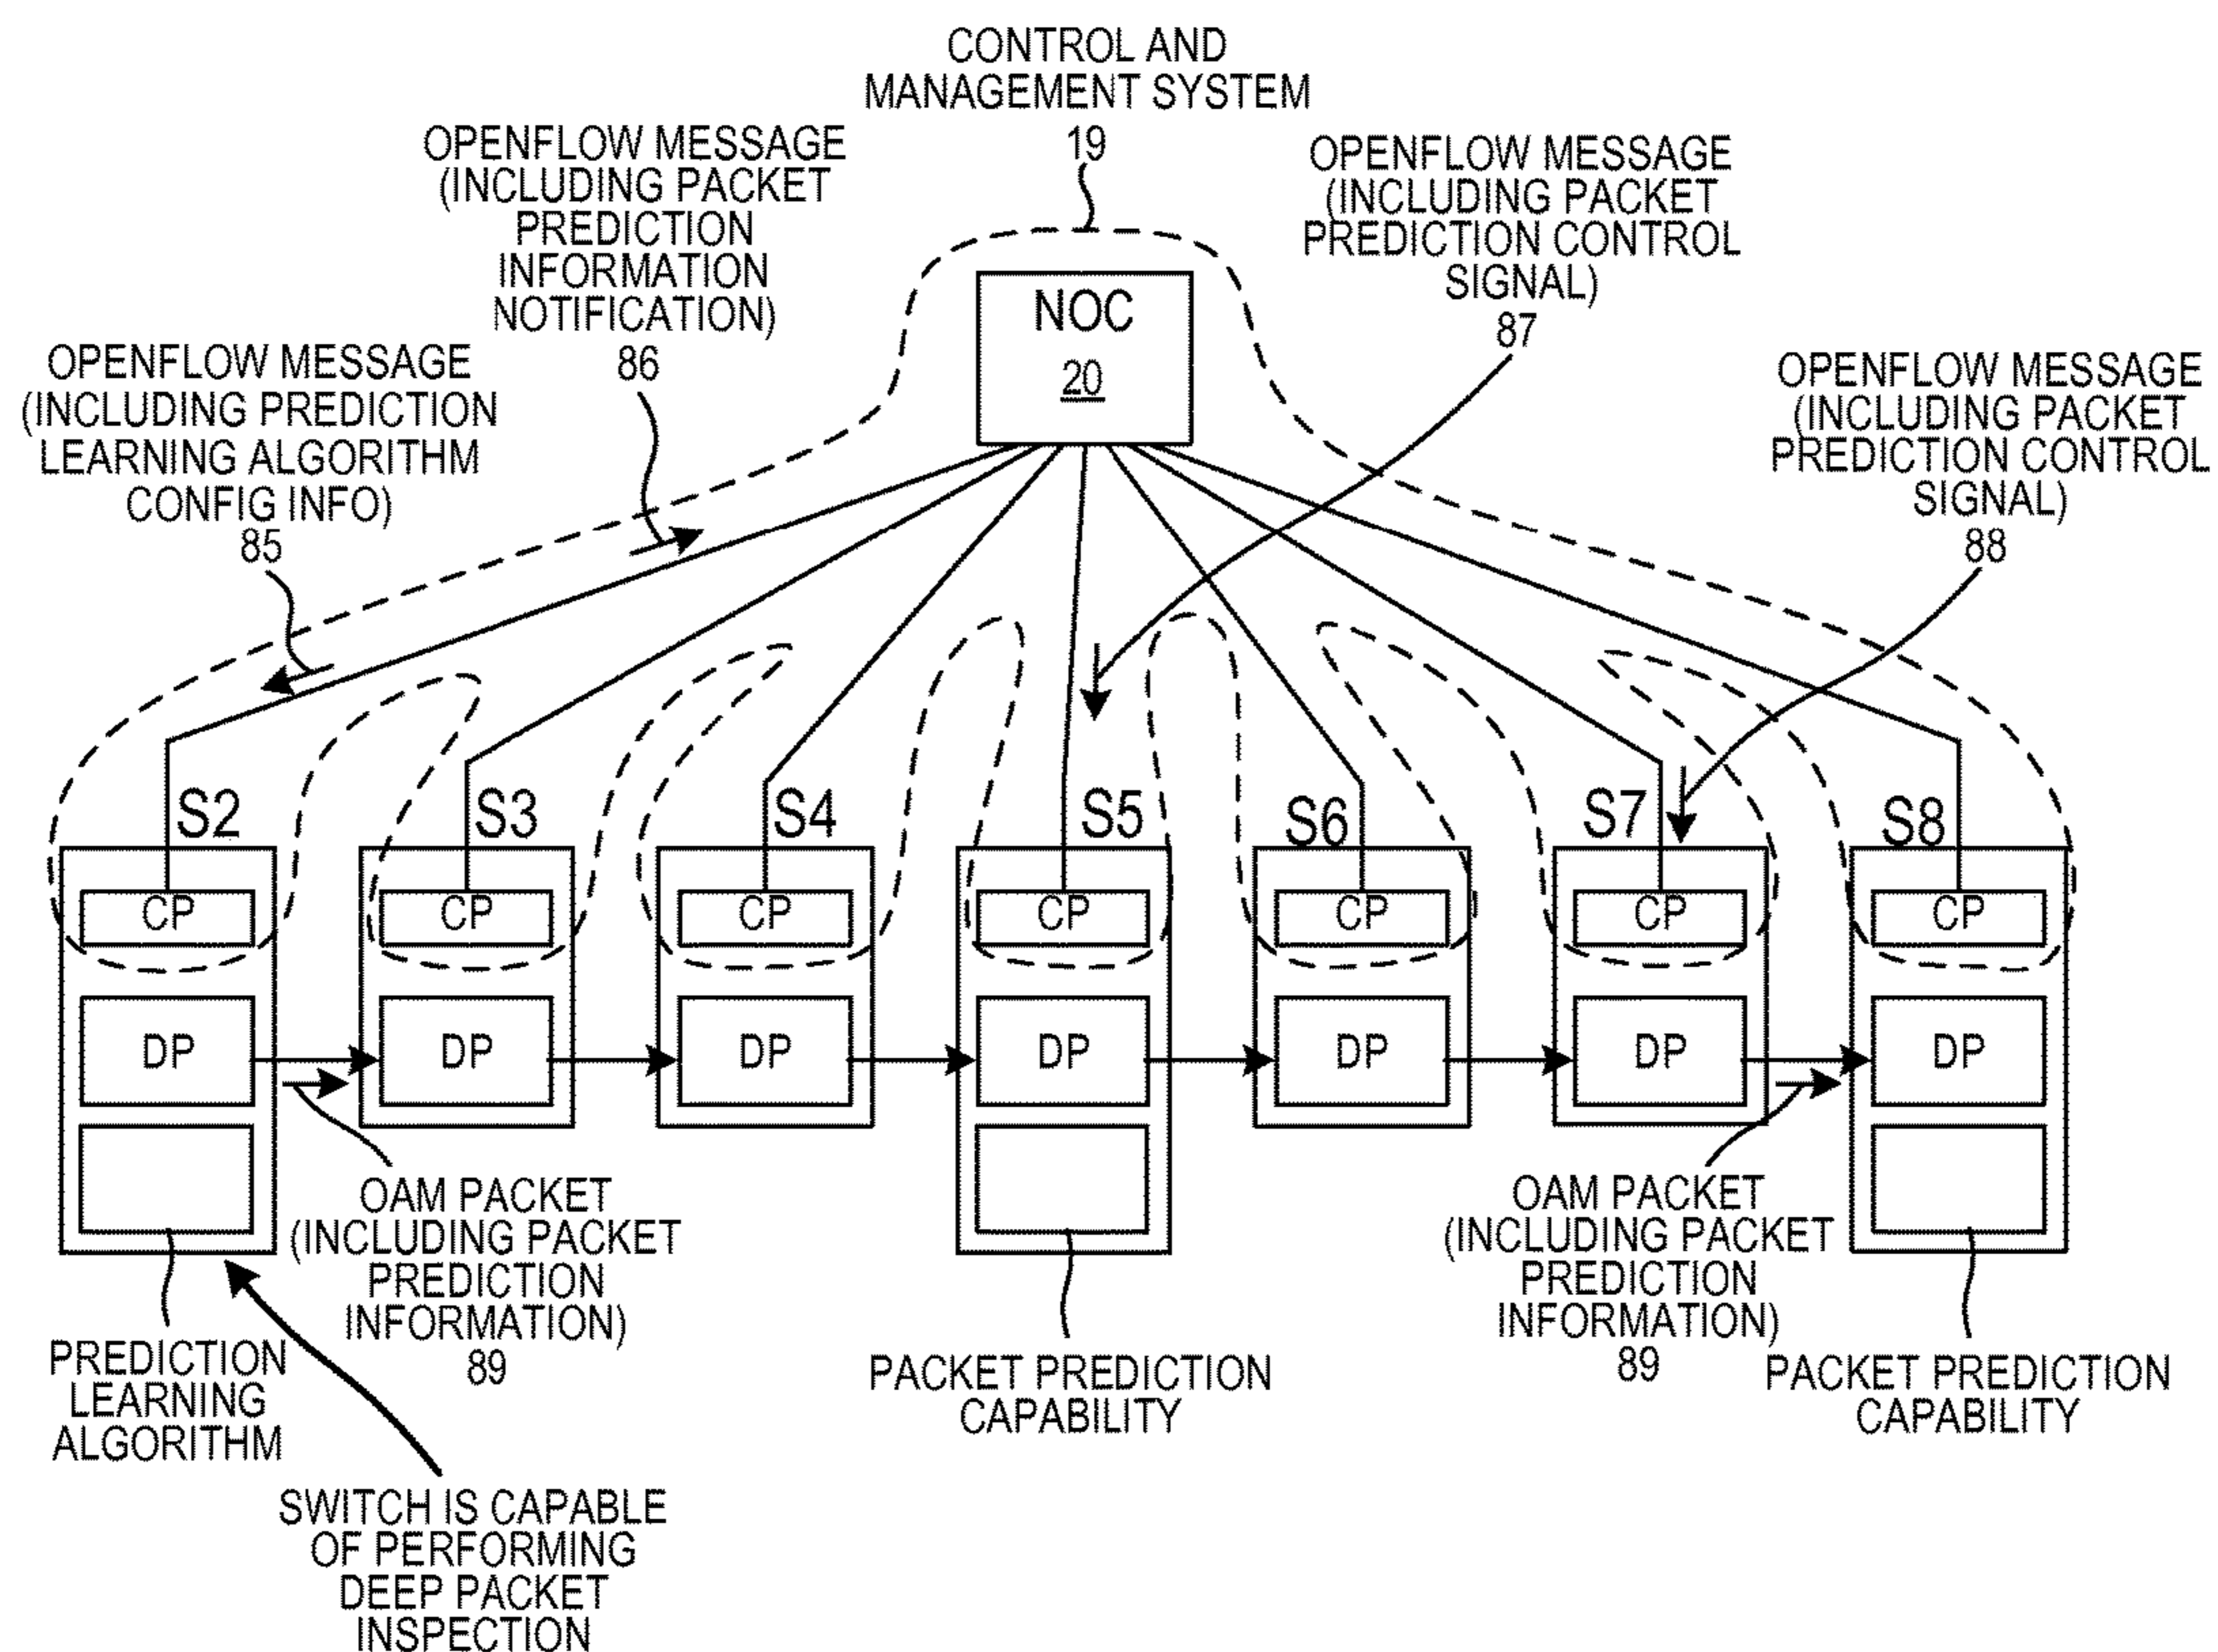 CONTROL AND
MANAGEMENT SYSTEM
19
OPENFLOW MESSAGE
(INCLUDING PACKET
PREDICTION
INFORMATION
NOTIFICATION)
86
OPENFLOW MESSAGE
(INCLUDING PACKET
PREDICTION CONTROL
SIGNAL)
87
OPENFLOW MESSAGE
(INCLUDING PREDICTION
LEARNING ALGORITHM
CONFIG INFO)
85
NOC
20
OPENFLOW MESSAGE
(INCLUDING PACKET
PREDICTION CONTROL
SIGNAL)
88
S2
S3
S4
S5
S6
S7
S8
CP
CP
CP
CP
CP
CP
CP
DP
DP
DP
DP
DP
DP
DP
OAM PACKET
(INCLUDING PACKET
PREDICTION
INFORMATION)
89
OAM PACKET
(INCLUDING PACKET
PREDICTION
INFORMATION)
89
PREDICTION
LEARNING
ALGORITHM
PACKET PREDICTION
CAPABILITY
PACKET PREDICTION
CAPABILITY
SWITCH IS CAPABLE
OF PERFORMING
DEEP PACKET
INSPECTION